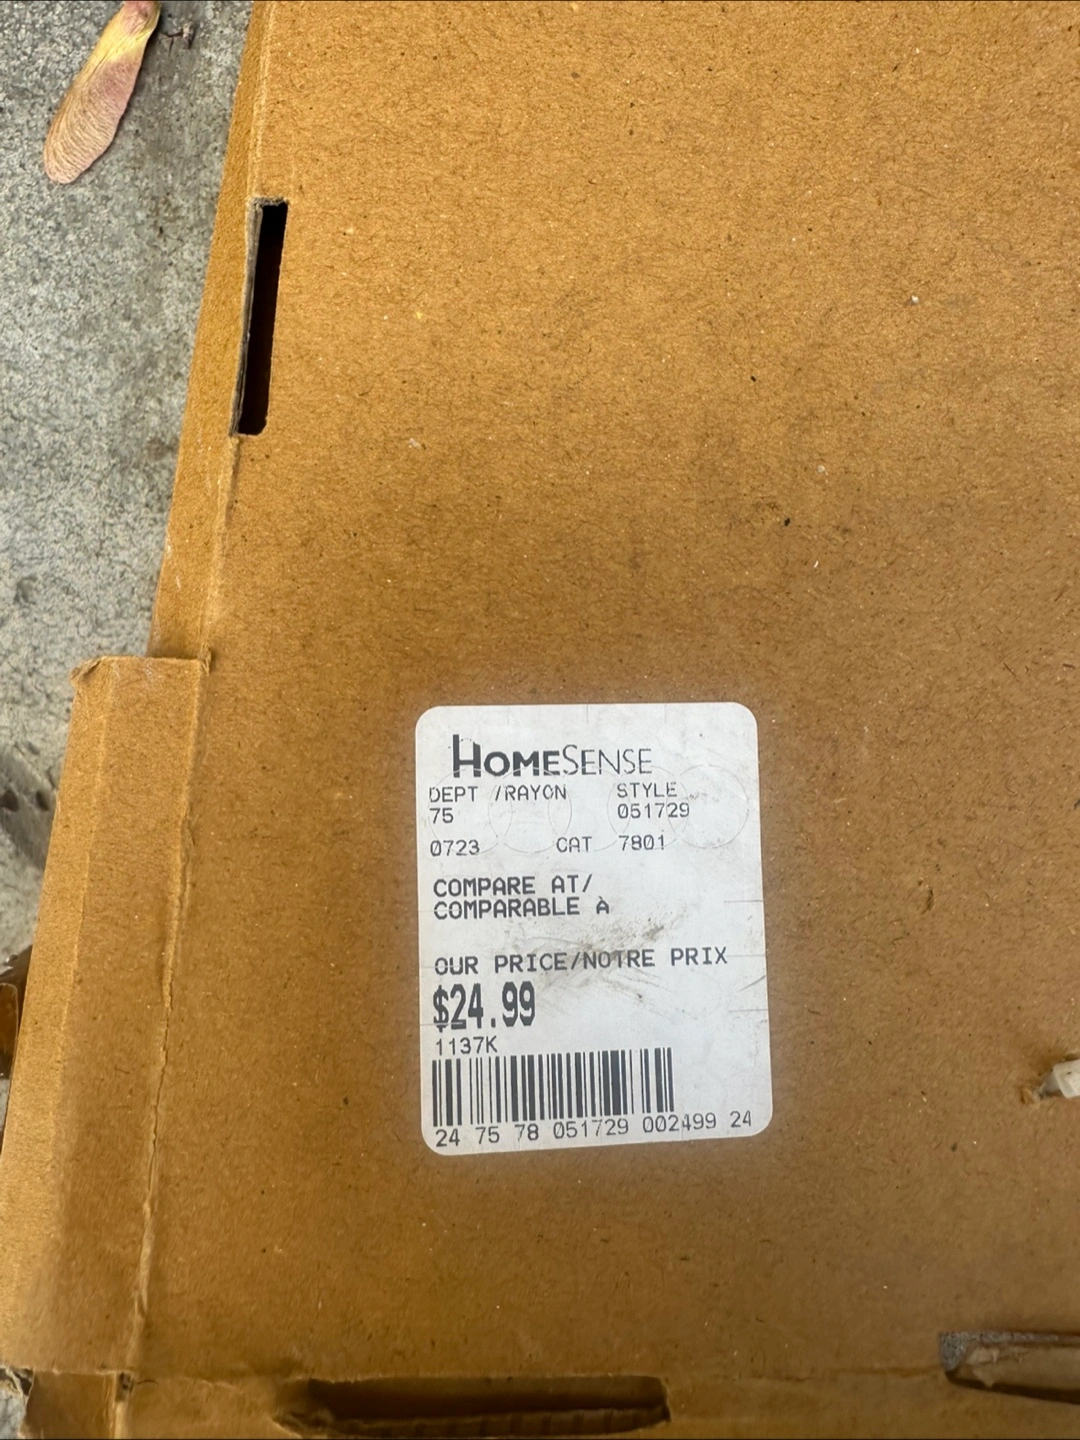 HOMESENSE
DEPT /RAYON STYLE
75 051729
0723 CAT 7801
COMPARE AT/
COMPARABLE À
OUR PRICE/NOTRE PRIX
$24.99
1137K
24 75 78 051729 002499 24